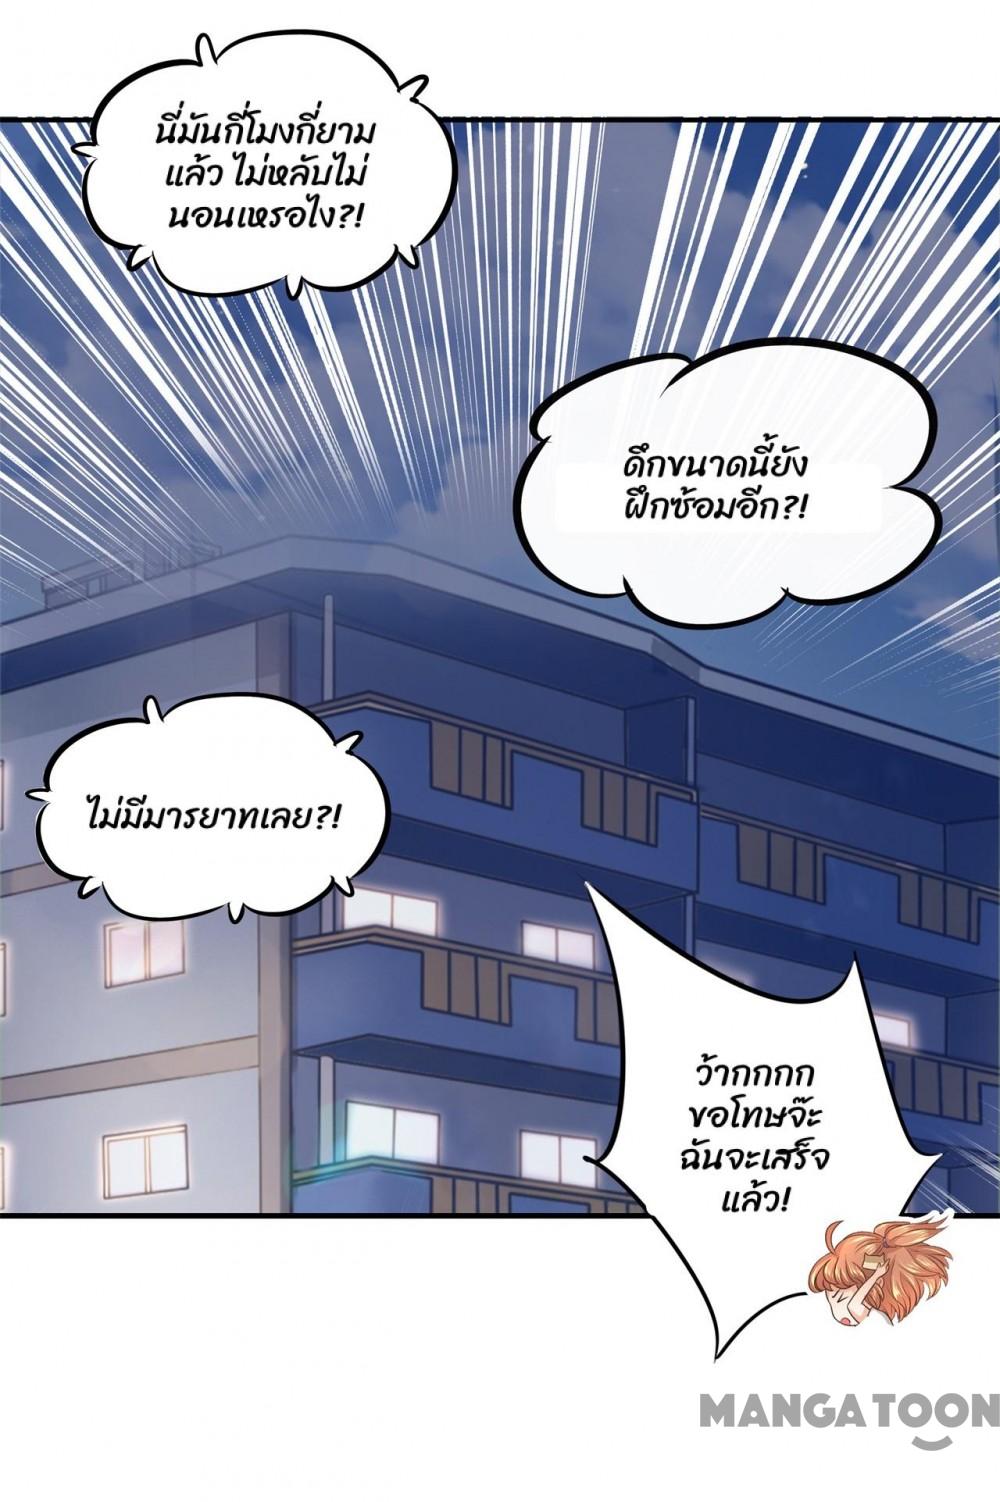 นี่มันกี่โมงกี่ยาม
แล้ว ไม่หลับไม่
นอนเหรอไง?!
ดึกขนาดนี้ยัง
ฝึกซ้อมอีก?!
ไม่มีมารยาทเลย?!
ว้ากกกก
ขอโทษจ๊ะ
ฉันจะเสร็จ
แล้ว!
MANGATOON